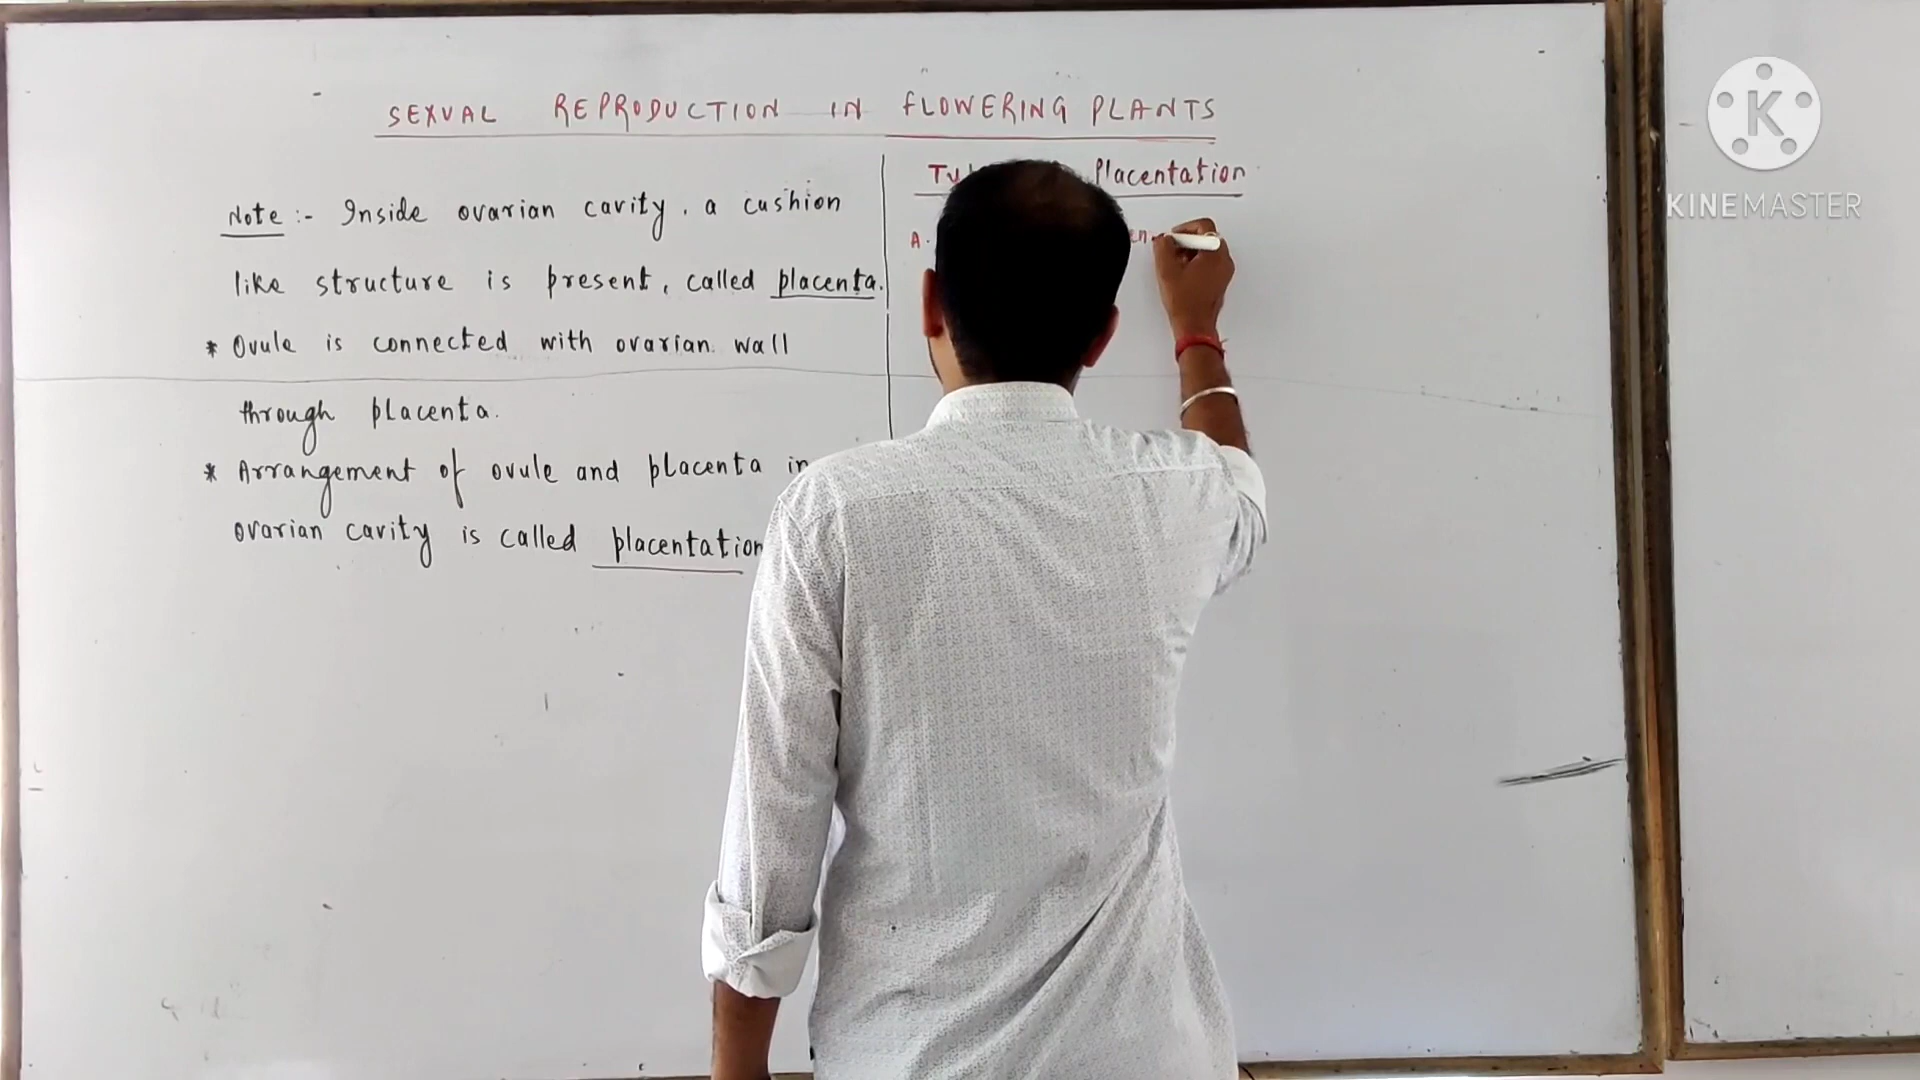 SEXUAL REPRODUCTION IN FLOWERING PLANTS
Note :- Inside ovarian cavity, a cushion
like structure is present, called placenta.
* Ovule is connected with ovarian wall
through placenta.
* Arrangement of ovule and placenta in
ovarian cavity is called placentation
Placentation
A.
K
KINEMASTER